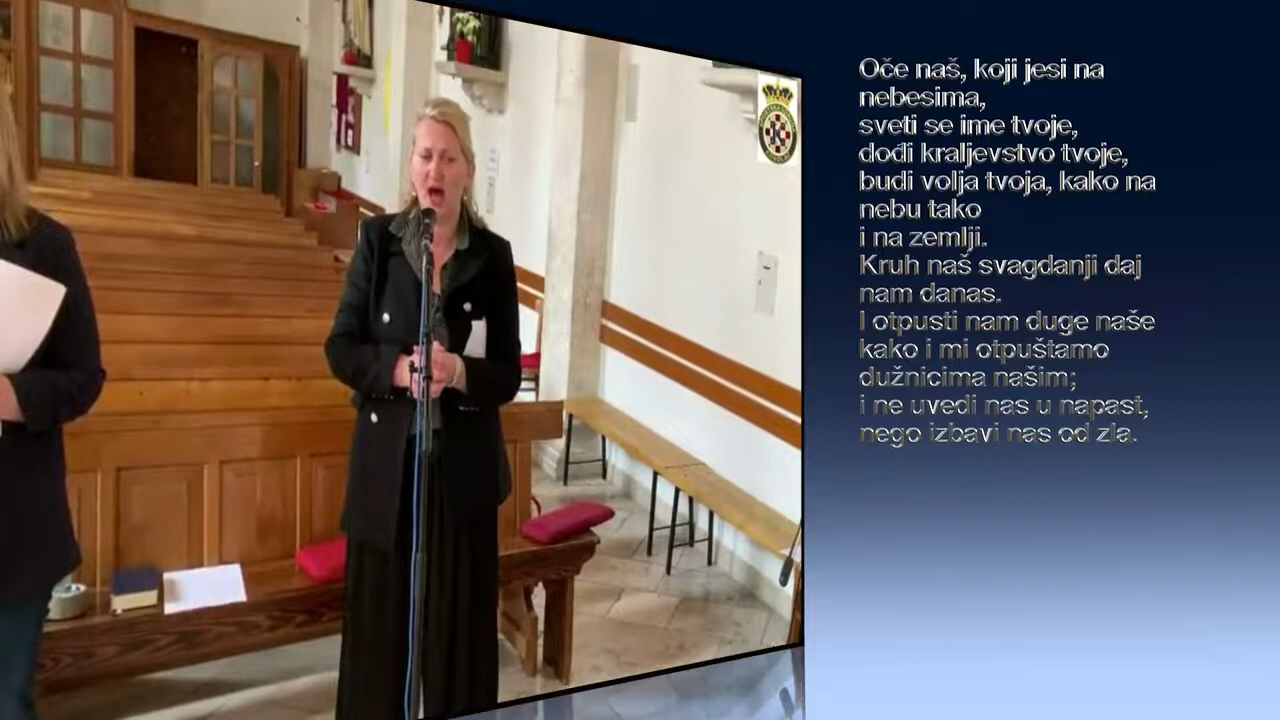 Oče naš, koji jesi na
nebesima,
sveti se ime tvoje,
dođi kraljevstvo tvoje,
budi volja tvoja, kako na
nebu tako
i na zemlji.
Kruh naš svagdanji daj
nam danas.
I otpusti nam duge naše
kako i mi otpuštamo
dužnicima našim;
i ne uvedi nas u napast,
nego izbavi nas od zla.